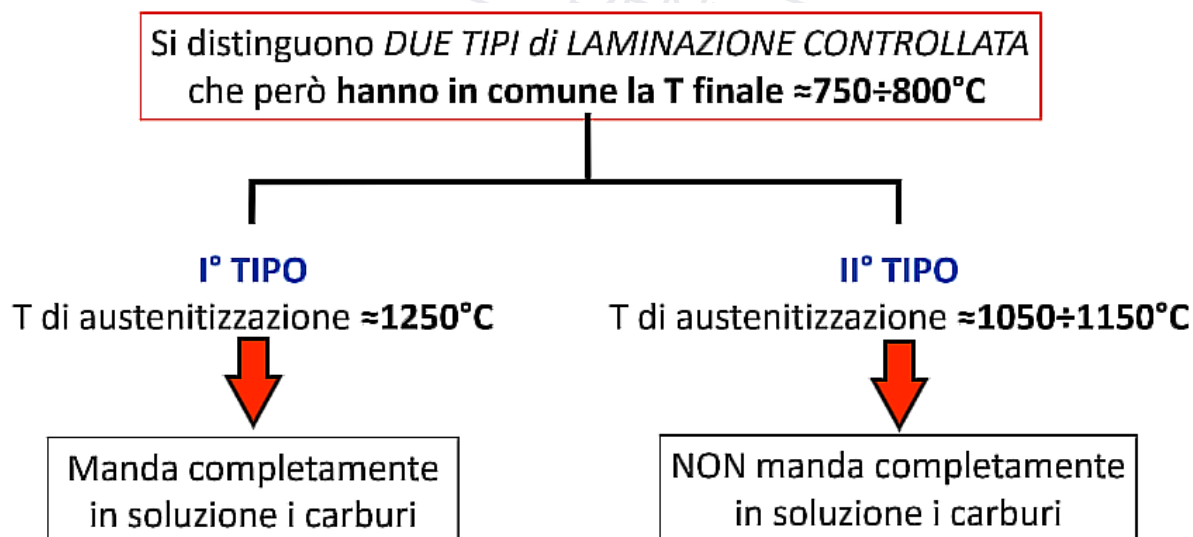 Si distinguono DUE TIPI di LAMINAZIONE CONTROLLATA
che però hanno in comune la T finale ≈750÷800°C
I° TIPO
T di austenitizzazione ≈1250°C
Manda completamente
in soluzione i carburi
II° TIPO
T di austenitizzazione ≈1050÷1150°C
NON manda completamente
in soluzione i carburi